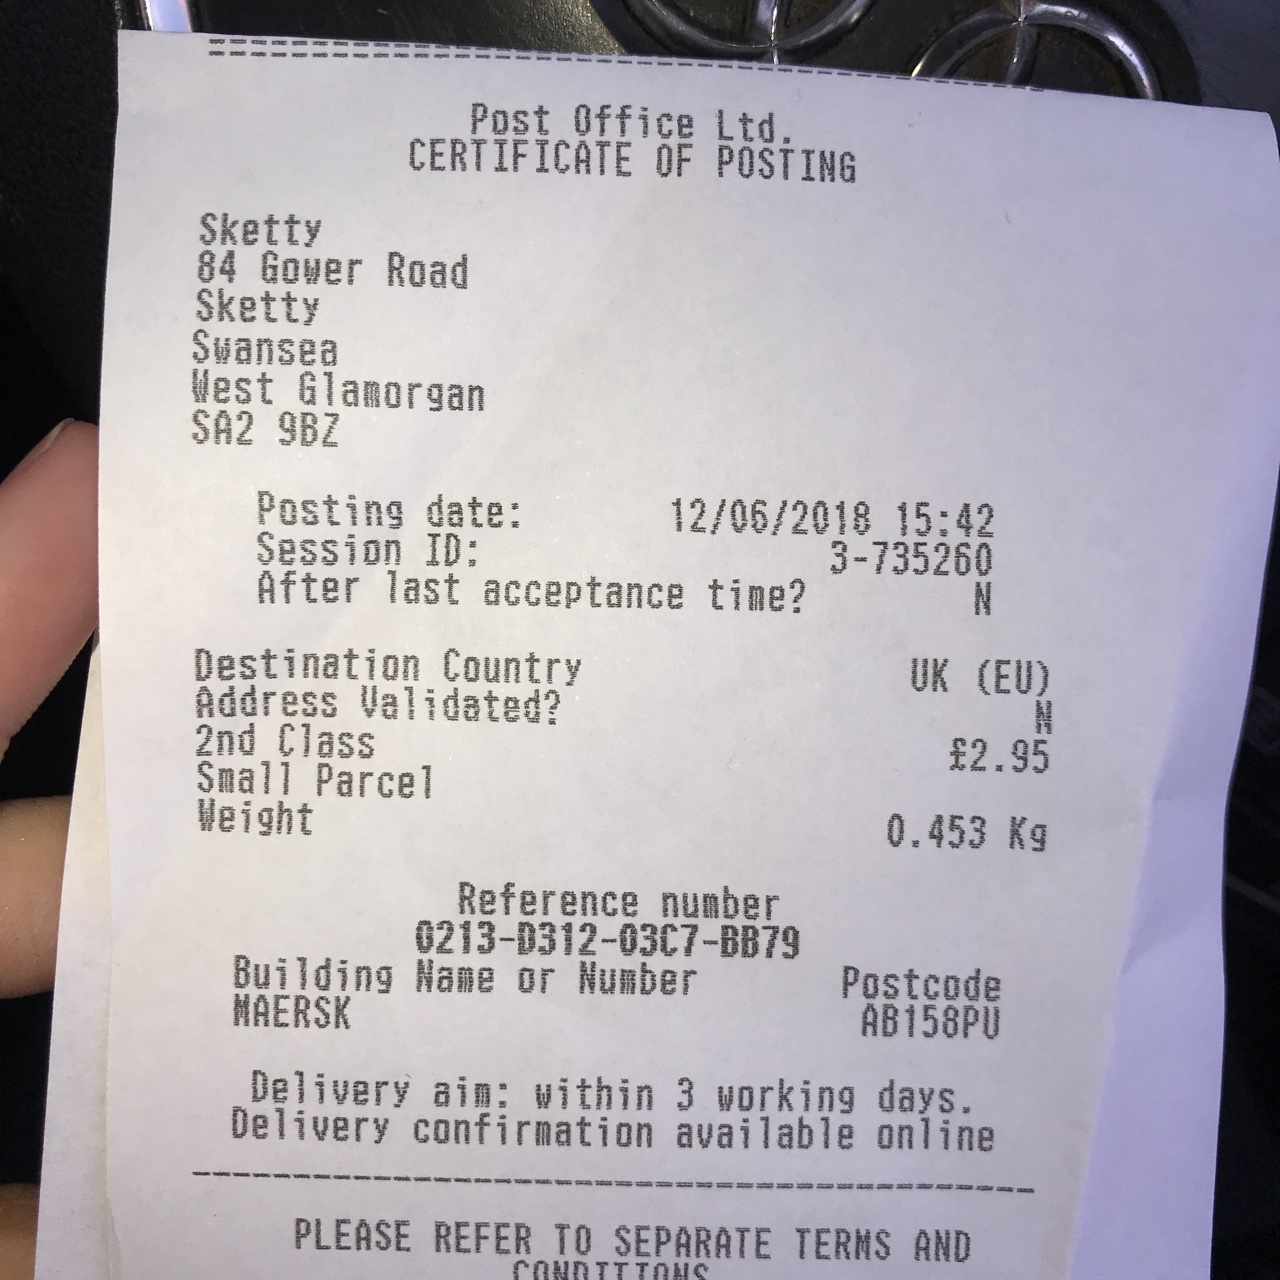 Post Office Ltd.
CERTIFICATE OF POSTING
Sketty
84 Gower Road
Sketty
Swansea
West Glamorgan
SA2 9BZ
Posting date: 12/06/2018 15:42
Session ID: 3-735260
After last acceptance time? N
Destination Country UK (EU)
Address Validated? N
2nd Class £2.95
Small Parcel
Weight 0.453 Kg
Reference number
0213-D312-03C7-BB79
Building Name or Number Postcode
MAERSK AB158PU
Delivery aim: within 3 working days.
Delivery confirmation available online
PLEASE REFER TO SEPARATE TERMS AND
CONDITIONS